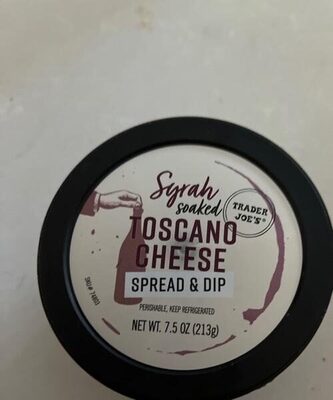 Syrah
soaked
TRADER
JOE'S®
TOSCANO
CHEESE
SPREAD & DIP
PERISHABLE, KEEP REFRIGERATED
NET WT. 7.5 OZ (213g)